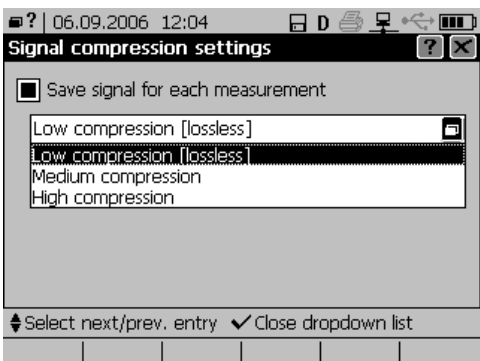 ? 06.09.2006 12:04 D
Signal compression settings ?
Save signal for each measurement
Low compression [lossless]
Low compression [lossless]
Medium compression
High compression
Select next/prev. entry Close dropdown list